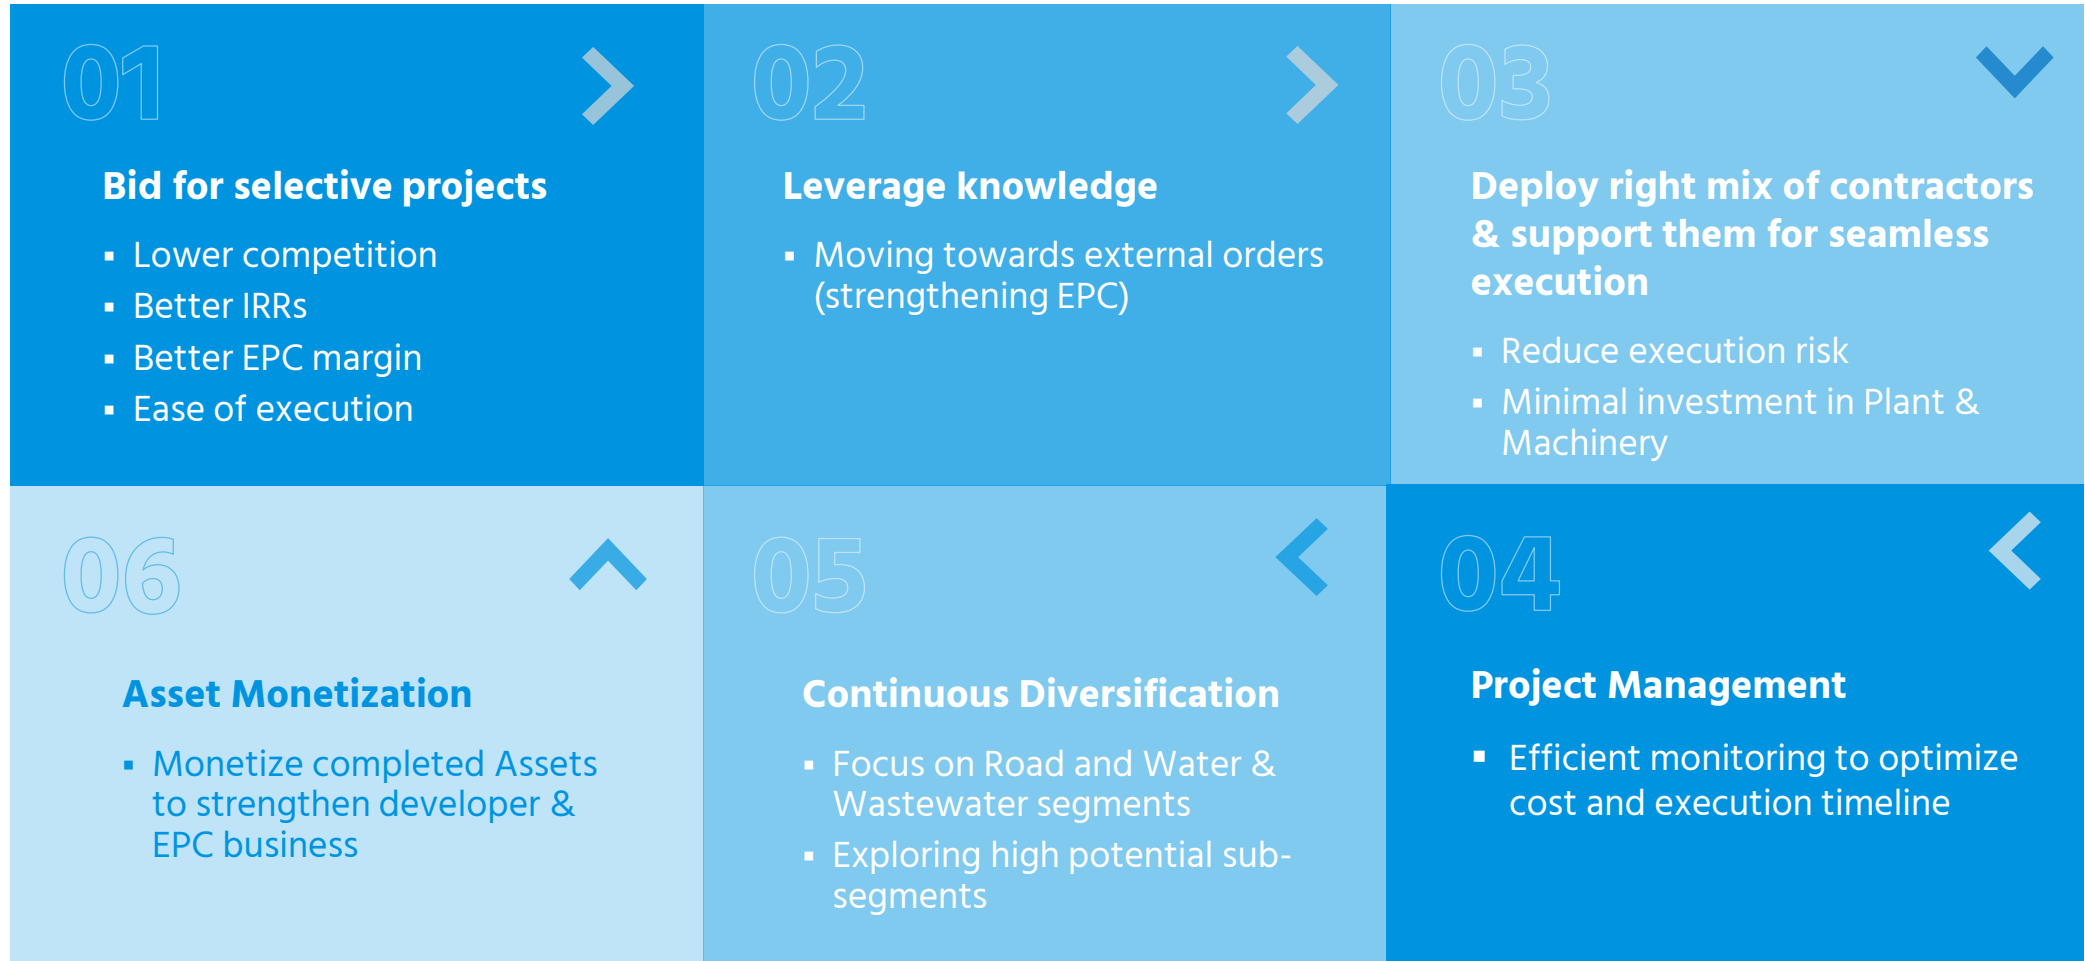 01
Bid for selective projects
▪ Lower competition
▪ Better IRRs
▪ Better EPC margin
▪ Ease of execution
02
Leverage knowledge
▪ Moving towards external orders
(strengthening EPC)
03
Deploy right mix of contractors
& support them for seamless
execution
▪ Reduce execution risk
▪ Minimal investment in Plant &
Machinery
04
Project Management
▪ Efficient monitoring to optimize
cost and execution timeline
05
Continuous Diversification
▪ Focus on Road and Water &
Wastewater segments
▪ Exploring high potential sub-
segments
06
Asset Monetization
▪ Monetize completed Assets
to strengthen developer &
EPC business